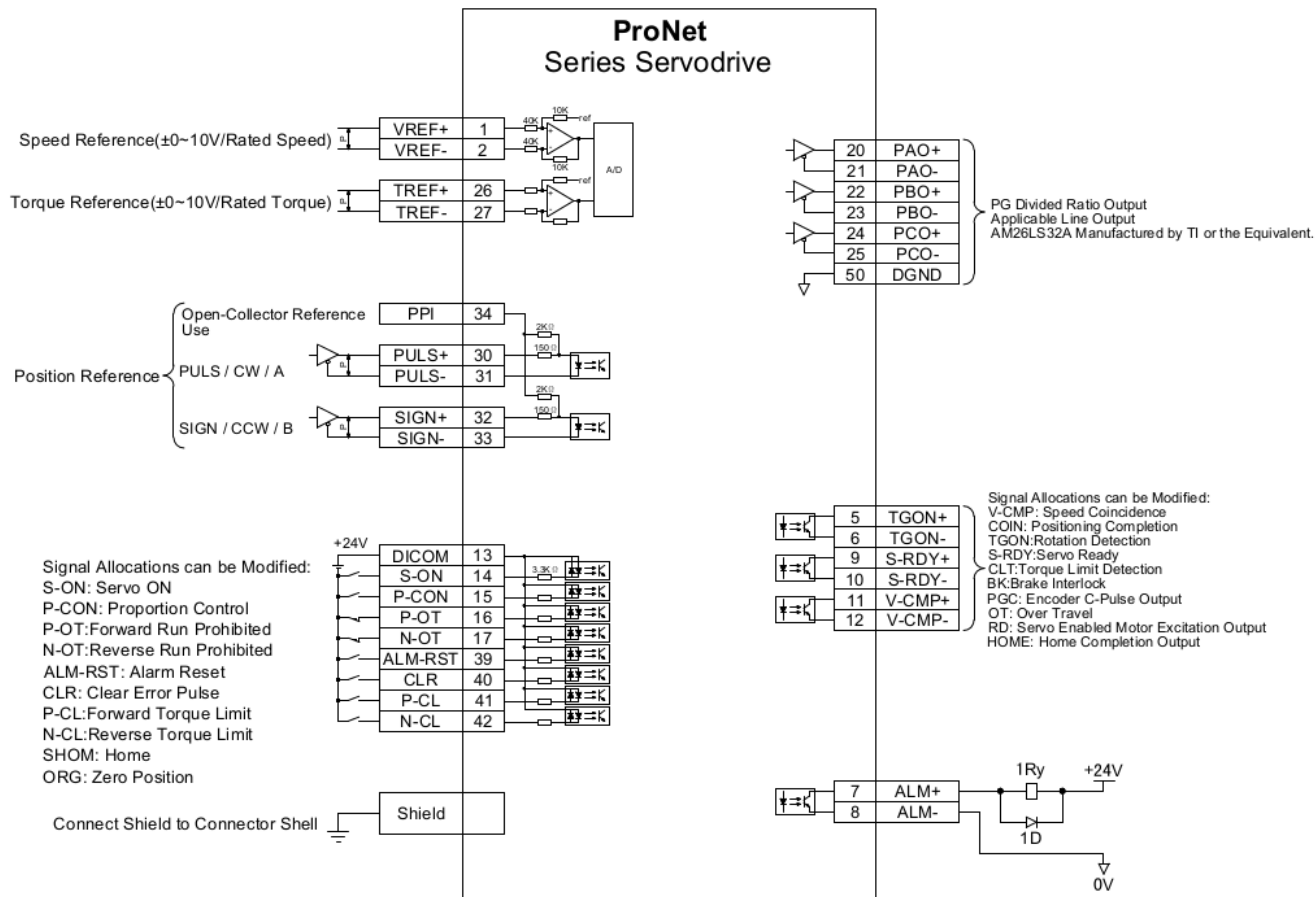 ProNet
Series Servodrive
Speed Reference(±0~10V/Rated Speed)
P
VREF+ 1
VREF- 2
40K
40K
10K
ref
10K
A/D
Torque Reference(±0~10V/Rated Torque)
P
TREF+ 26
TREF- 27
ref
Position Reference
Open-Collector Reference
Use
PPI 34
2KΩ
150Ω
PULS / CW / A
P
PULS+ 30
PULS- 31
2KΩ
150Ω
SIGN / CCW / B
P
SIGN+ 32
SIGN- 33
+24V
Signal Allocations can be Modified:
S-ON: Servo ON
P-CON: Proportion Control
P-OT:Forward Run Prohibited
N-OT:Reverse Run Prohibited
ALM-RST: Alarm Reset
CLR: Clear Error Pulse
P-CL:Forward Torque Limit
N-CL:Reverse Torque Limit
SHOM: Home
ORG: Zero Position
DICOM 13
S-ON 14
3.3KΩ
P-CON 15
P-OT 16
N-OT 17
ALM-RST 39
CLR 40
P-CL 41
N-CL 42
Connect Shield to Connector Shell
Shield
20 PAO+
21 PAO-
22 PBO+
23 PBO-
24 PCO+
25 PCO-
50 DGND
PG Divided Ratio Output
Applicable Line Output
AM26LS32A Manufactured by TI or the Equivalent.
5 TGON+
6 TGON-
9 S-RDY+
10 S-RDY-
11 V-CMP+
12 V-CMP-
Signal Allocations can be Modified:
V-CMP: Speed Coincidence
COIN: Positioning Completion
TGON:Rotation Detection
S-RDY:Servo Ready
CLT:Torque Limit Detection
BK:Brake Interlock
PGC: Encoder C-Pulse Output
OT: Over Travel
RD: Servo Enabled Motor Excitation Output
HOME: Home Completion Output
7 ALM+
8 ALM-
1Ry
+24V
1D
0V